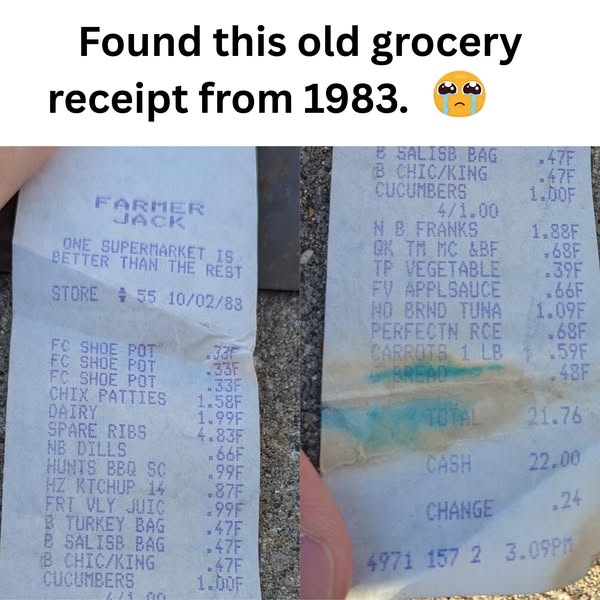 Found this old grocery
receipt from 1983. 🥹
FARMER
JACK
ONE SUPERMARKET IS
BETTER THAN THE REST
STORE # 55 10/02/83
FC SHOE POT .33F
FC SHOE POT .33F
FC SHOE POT .33F
CHIX PATTIES 1.58F
DAIRY 1.99F
SPARE RIBS 4.83F
NB DILLS .66F
HUNTS BBQ SC .99F
HZ KTCHUP 14 .87F
FRT VLY JUIC .99F
B TURKEY BAG .47F
B SALISB BAG .47F
B CHIC/KING .47F
CUCUMBERS 1.00F
4/1.00
B SALISB BAG .47F
B CHIC/KING .47F
CUCUMBERS 1.00F
4/1.00
N B FRANKS 1.88F
QK TM MC &BF .68F
TP VEGETABLE .39F
FV APPLSAUCE .66F
NO BRND TUNA 1.09F
PERFECTN RCE .68F
CARROTS 1 LB .59F
BREAD .48F
TOTAL 21.76
CASH 22.00
CHANGE .24
4971 157 2 3.09PM